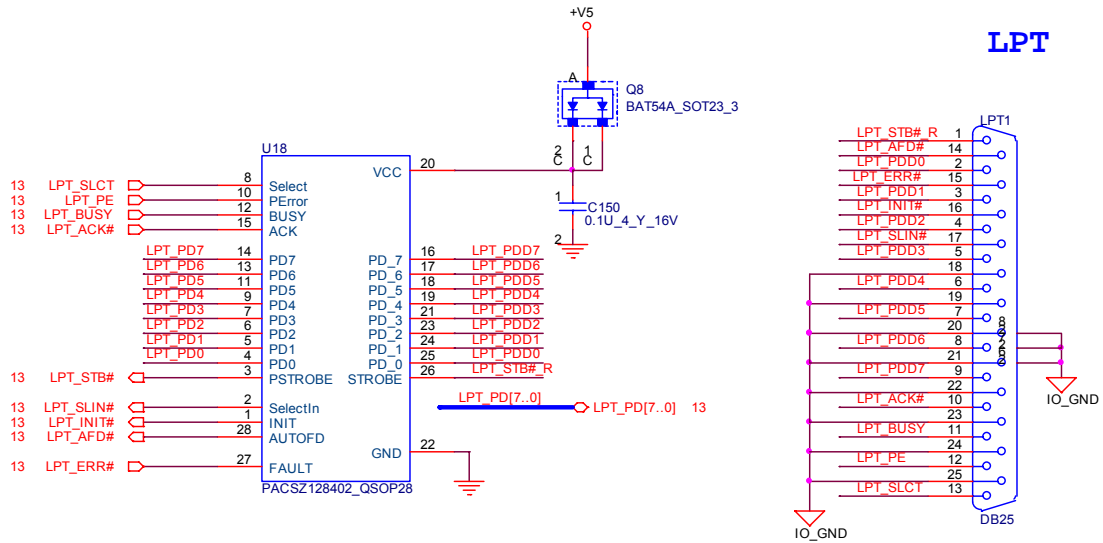 +V5
LPT
A
Q8
BAT54A_SOT23_3
2
C
1
C
1
C150
0.1U_4_Y_16V
2
U18
VCC 20
13 LPT_SLCT 8 Select
13 LPT_PE 10 PError
13 LPT_BUSY 12 BUSY
13 LPT_ACK# 15 ACK
LPT_PD7 14 PD7 PD_7 16 LPT_PDD7
LPT_PD6 13 PD6 PD_6 17 LPT_PDD6
LPT_PD5 11 PD5 PD_5 18 LPT_PDD5
LPT_PD4 9 PD4 PD_4 19 LPT_PDD4
LPT_PD3 7 PD3 PD_3 21 LPT_PDD3
LPT_PD2 6 PD2 PD_2 23 LPT_PDD2
LPT_PD1 5 PD1 PD_1 24 LPT_PDD1
LPT_PD0 4 PD0 PD_0 25 LPT_PDD0
13 LPT_STB# 3 PSTROBE STROBE 26 LPT_STB#_R
13 LPT_SLIN# 2 SelectIn
13 LPT_INIT# 1 INIT
13 LPT_AFD# 28 AUTOFD
LPT_PD[7..0] LPT_PD[7..0] 13
GND 22
13 LPT_ERR# 27 FAULT
PACSZ128402_QSOP28
LPT1
LPT_STB#_R 1
LPT_AFD# 14
LPT_PDD0 2
LPT_ERR# 15
LPT_PDD1 3
LPT_INIT# 16
LPT_PDD2 4
LPT_SLIN# 17
LPT_PDD3 5
18
LPT_PDD4 6
19
LPT_PDD5 7
20
LPT_PDD6 8
21
LPT_PDD7 9
22
LPT_ACK# 10
23
LPT_BUSY 11
24
LPT_PE 12
25
LPT_SLCT 13
IO_GND
IO_GND
DB25